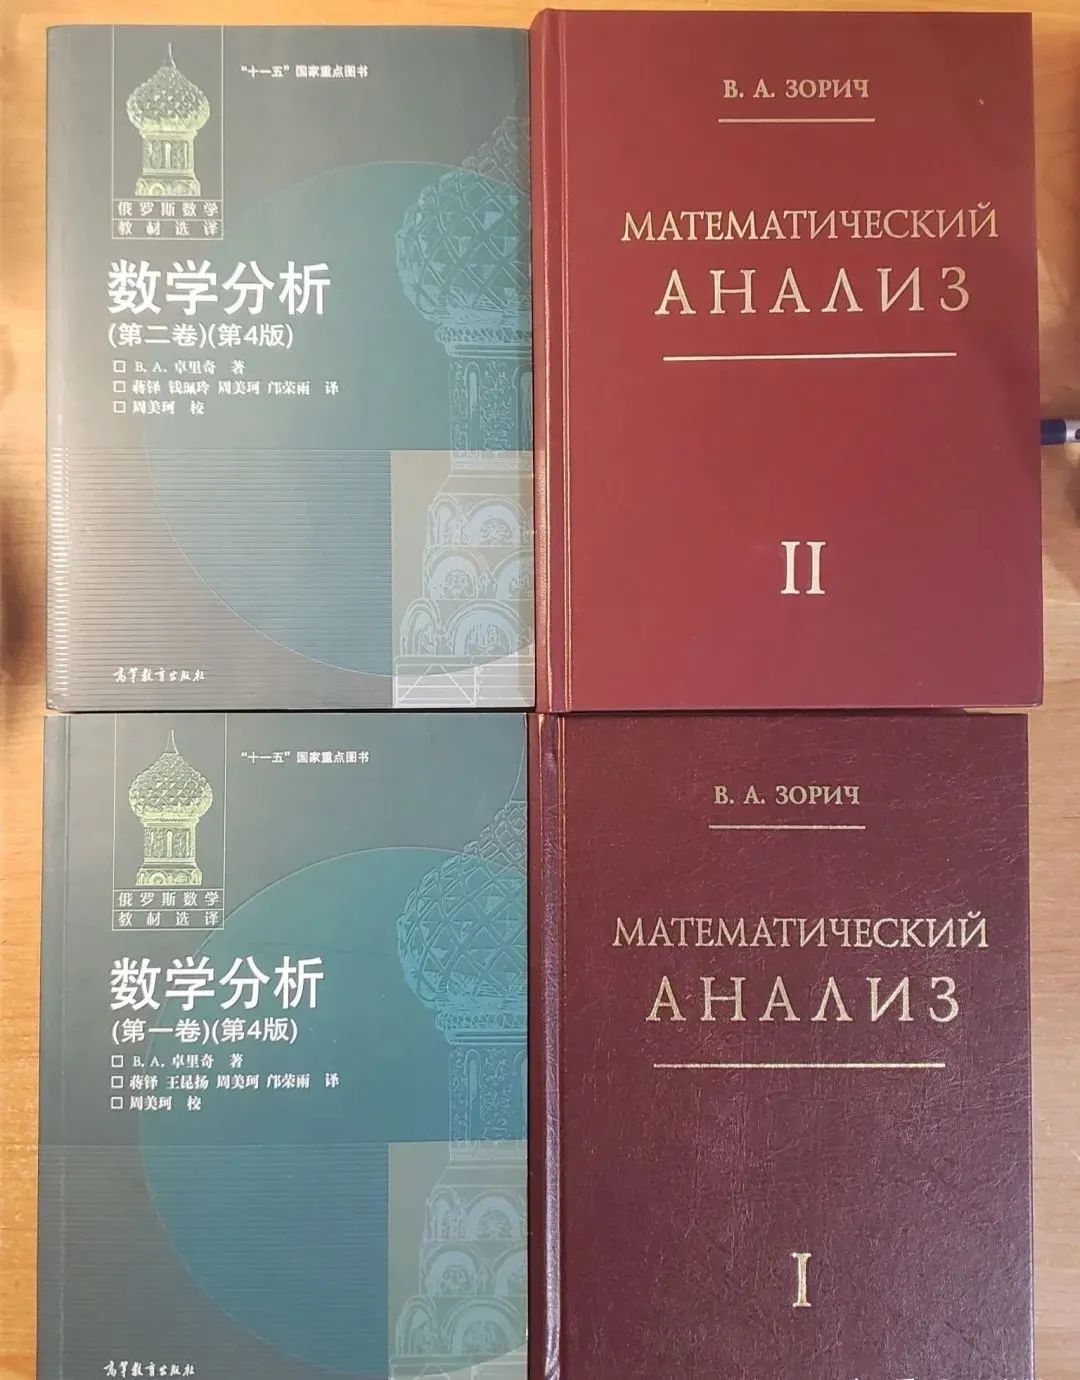 “十一五”国家重点图书
俄罗斯数学
教材选译
数学分析
(第二卷)(第4版)
□ В. А. 卓里奇 著
□ 蒋铎 钱珮玲 周美珂 邝荣雨 译
□ 周美珂 校
高等教育出版社
В. А. ЗОРИЧ
МАТЕМАТИЧЕСКИЙ
АНАЛИЗ
II
“十一五”国家重点图书
俄罗斯数学
教材选译
数学分析
(第一卷)(第4版)
□ В. А. 卓里奇 著
□ 蒋铎 王昆扬 周美珂 邝荣雨 译
□ 周美珂 校
高等教育出版社
В. А. ЗОРИЧ
МАТЕМАТИЧЕСКИЙ
АНАЛИЗ
I